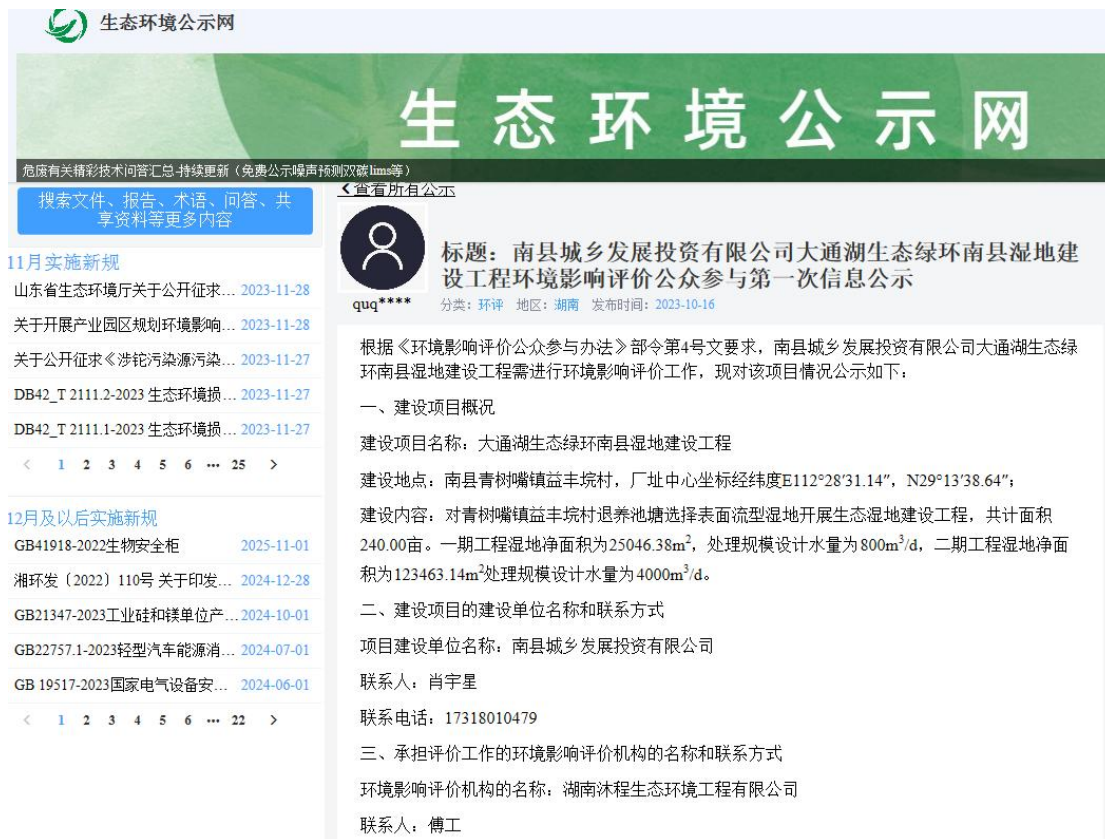 生态环境公示网
生态环境公示网
危废有关精彩技术问答汇总-持续更新（免费公示噪声预测双碳lims等）
搜索文件、报告、术语、问答、共
享资料等更多内容
11月实施新规
山东省生态环境厅关于公开征求... 2023-11-28
关于开展产业园区规划环境影响... 2023-11-28
关于公开征求《涉铊污染源污染... 2023-11-27
DB42_T 2111.2-2023 生态环境损... 2023-11-27
DB42_T 2111.1-2023 生态环境损... 2023-11-27
< 1 2 3 4 5 6 ... 25 >
12月及以后实施新规
GB41918-2022生物安全柜 2025-11-01
湘环发〔2022〕110号 关于印发... 2024-12-28
GB21347-2023工业硅和镁单位产... 2024-10-01
GB22757.1-2023轻型汽车能源消... 2024-07-01
GB 19517-2023国家电气设备安... 2024-06-01
< 1 2 3 4 5 6 ... 22 >
查看所有公示
quq****
标题：南县城乡发展投资有限公司大通湖生态绿环南县湿地建
设工程环境影响评价公众参与第一次信息公示
分类：环评 地区：湖南 发布时间：2023-10-16
根据《环境影响评价公众参与办法》部令第4号文要求，南县城乡发展投资有限公司大通湖生态绿
环南县湿地建设工程需进行环境影响评价工作，现对该项目情况公示如下：
一、建设项目概况
建设项目名称：大通湖生态绿环南县湿地建设工程
建设地点：南县青树嘴镇益丰垸村，厂址中心坐标经纬度E112°28′31.14″，N29°13′38.64″；
建设内容：对青树嘴镇益丰垸村退养池塘选择表面流型湿地开展生态湿地建设工程，共计面积
240.00亩。一期工程湿地净面积为25046.38m²，处理规模设计水量为800m³/d，二期工程湿地净面
积为123463.14m²处理规模设计水量为4000m³/d。
二、建设项目的建设单位名称和联系方式
项目建设单位名称：南县城乡发展投资有限公司
联系人：肖宇星
联系电话：17318010479
三、承担评价工作的环境影响评价机构的名称和联系方式
环境影响评价机构的名称：湖南沐程生态环境工程有限公司
联系人：傅工